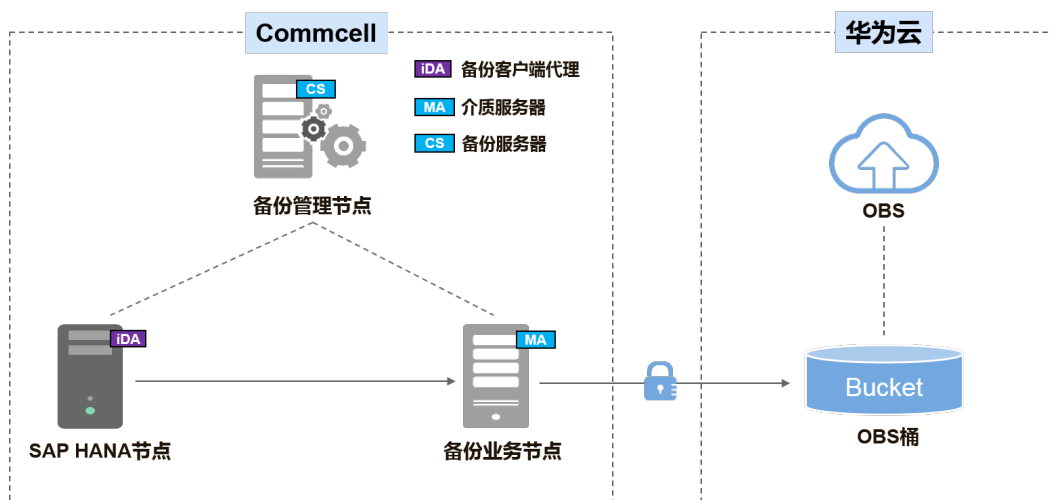 Commcell
华为云
CS
iDA 备份客户端代理
MA 介质服务器
CS 备份服务器
备份管理节点
OBS
iDA
MA
Bucket
SAP HANA节点
备份业务节点
OBS桶